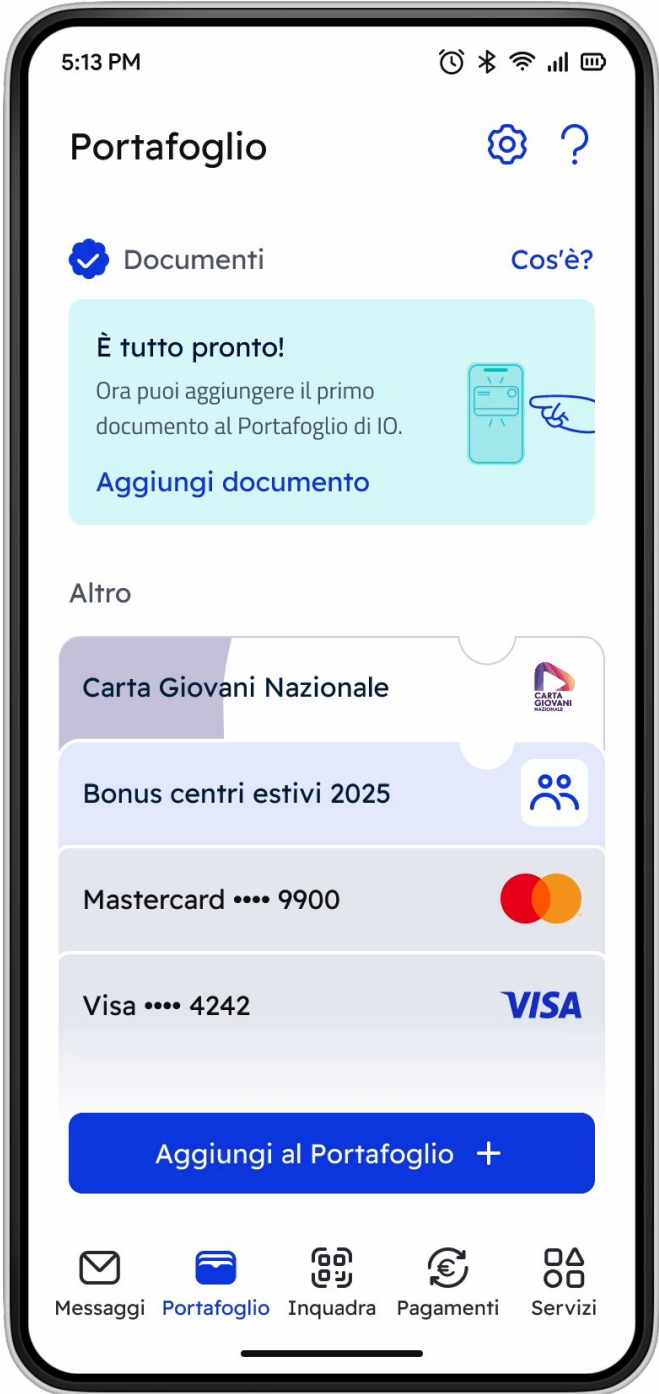 5:13 PM
Portafoglio
Documenti
Cos'è?
È tutto pronto!
Ora puoi aggiungere il primo
documento al Portafoglio di IO.
Aggiungi documento
Altro
Carta Giovani Nazionale
CARTA
GIOVANI
NAZIONALE
Bonus centri estivi 2025
Mastercard •••• 9900
Visa •••• 4242
VISA
Aggiungi al Portafoglio +
Messaggi
Portafoglio
Inquadra
Pagamenti
Servizi